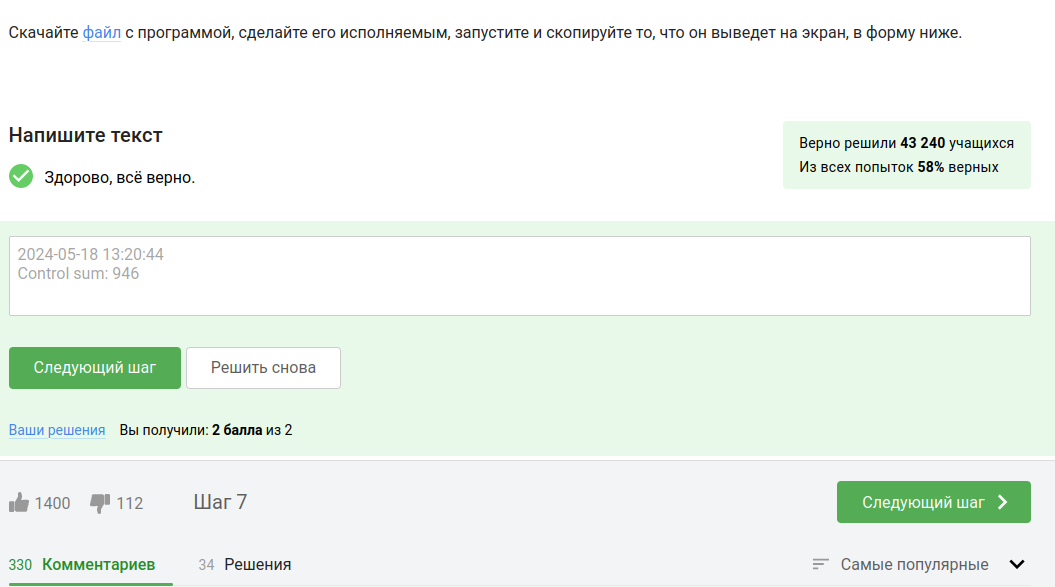 Скачайте файл с программой, сделайте его исполняемым, запустите и скопируйте то, что он выведет на экран, в форму ниже.
Напишите текст
Здорово, всё верно.
Верно решили 43 240 учащихся
Из всех попыток 58% верных
2024-05-18 13:20:44
Control sum: 946
Следующий шаг
Решить снова
Ваши решения Вы получили: 2 балла из 2
1400 112 Шаг 7
Следующий шаг
330 Комментариев 34 Решения
Самые популярные